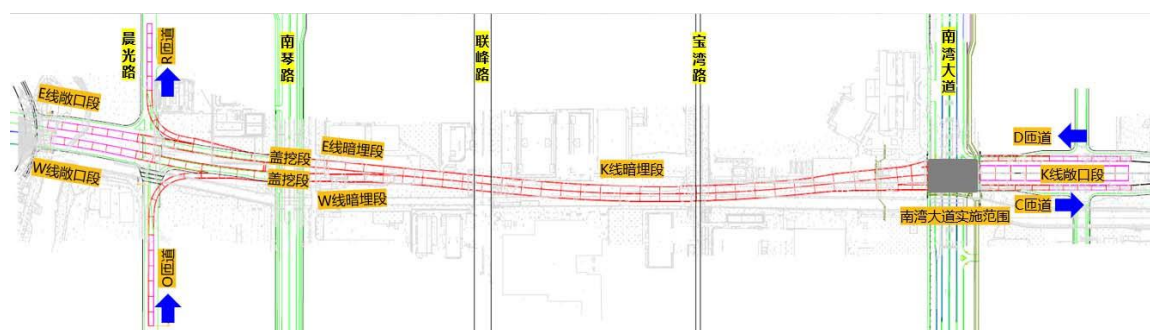 晨光路
R匝道
南琴路
联峰路
宝湾路
南湾大道
E线敞口段
E线暗埋段
盖挖段
盖挖段
W线敞口段
W线暗埋段
K线暗埋段
D匝道
K线敞口段
C匝道
南湾大道实施范围
O匝道